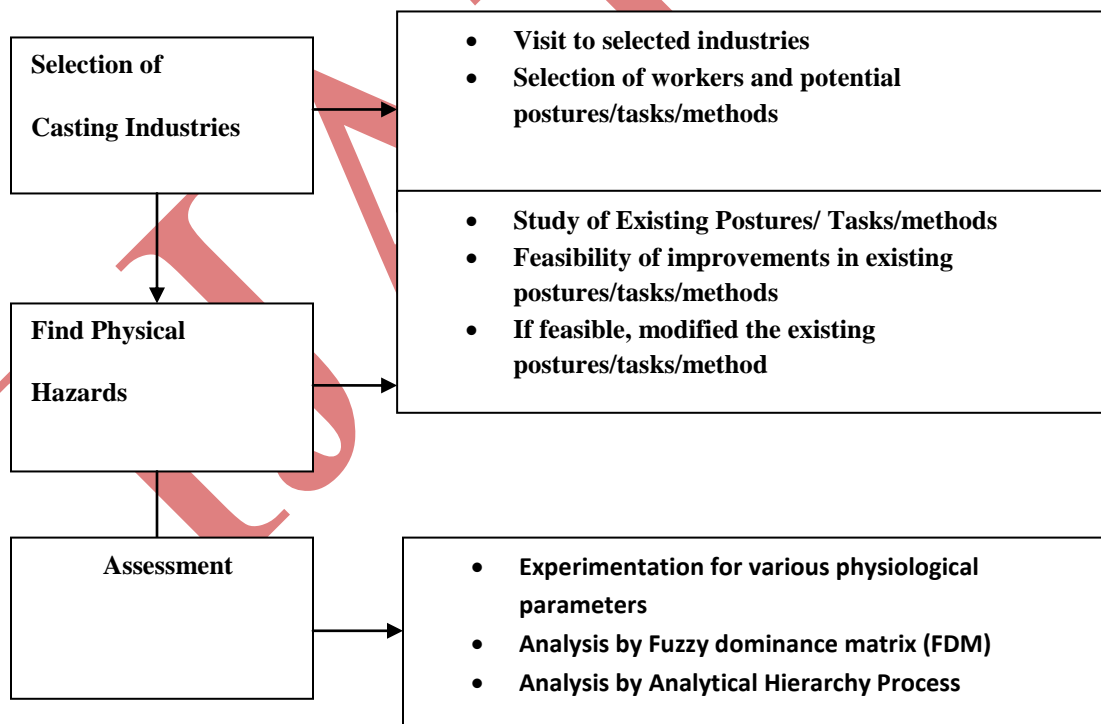 Selection of
Casting Industries
• Visit to selected industries
• Selection of workers and potential
postures/tasks/methods
Find Physical
Hazards
• Study of Existing Postures/ Tasks/methods
• Feasibility of improvements in existing
postures/tasks/methods
• If feasible, modified the existing
postures/tasks/method
Assessment
• Experimentation for various physiological
parameters
• Analysis by Fuzzy dominance matrix (FDM)
• Analysis by Analytical Hierarchy Process